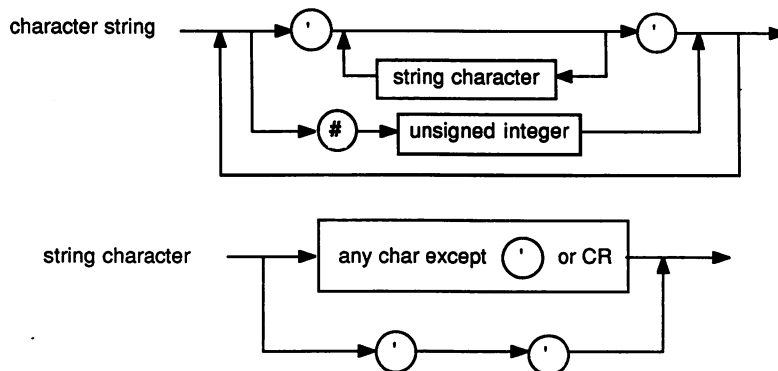 character string ' '
string character
# unsigned integer
string character any char except ' or CR
' '